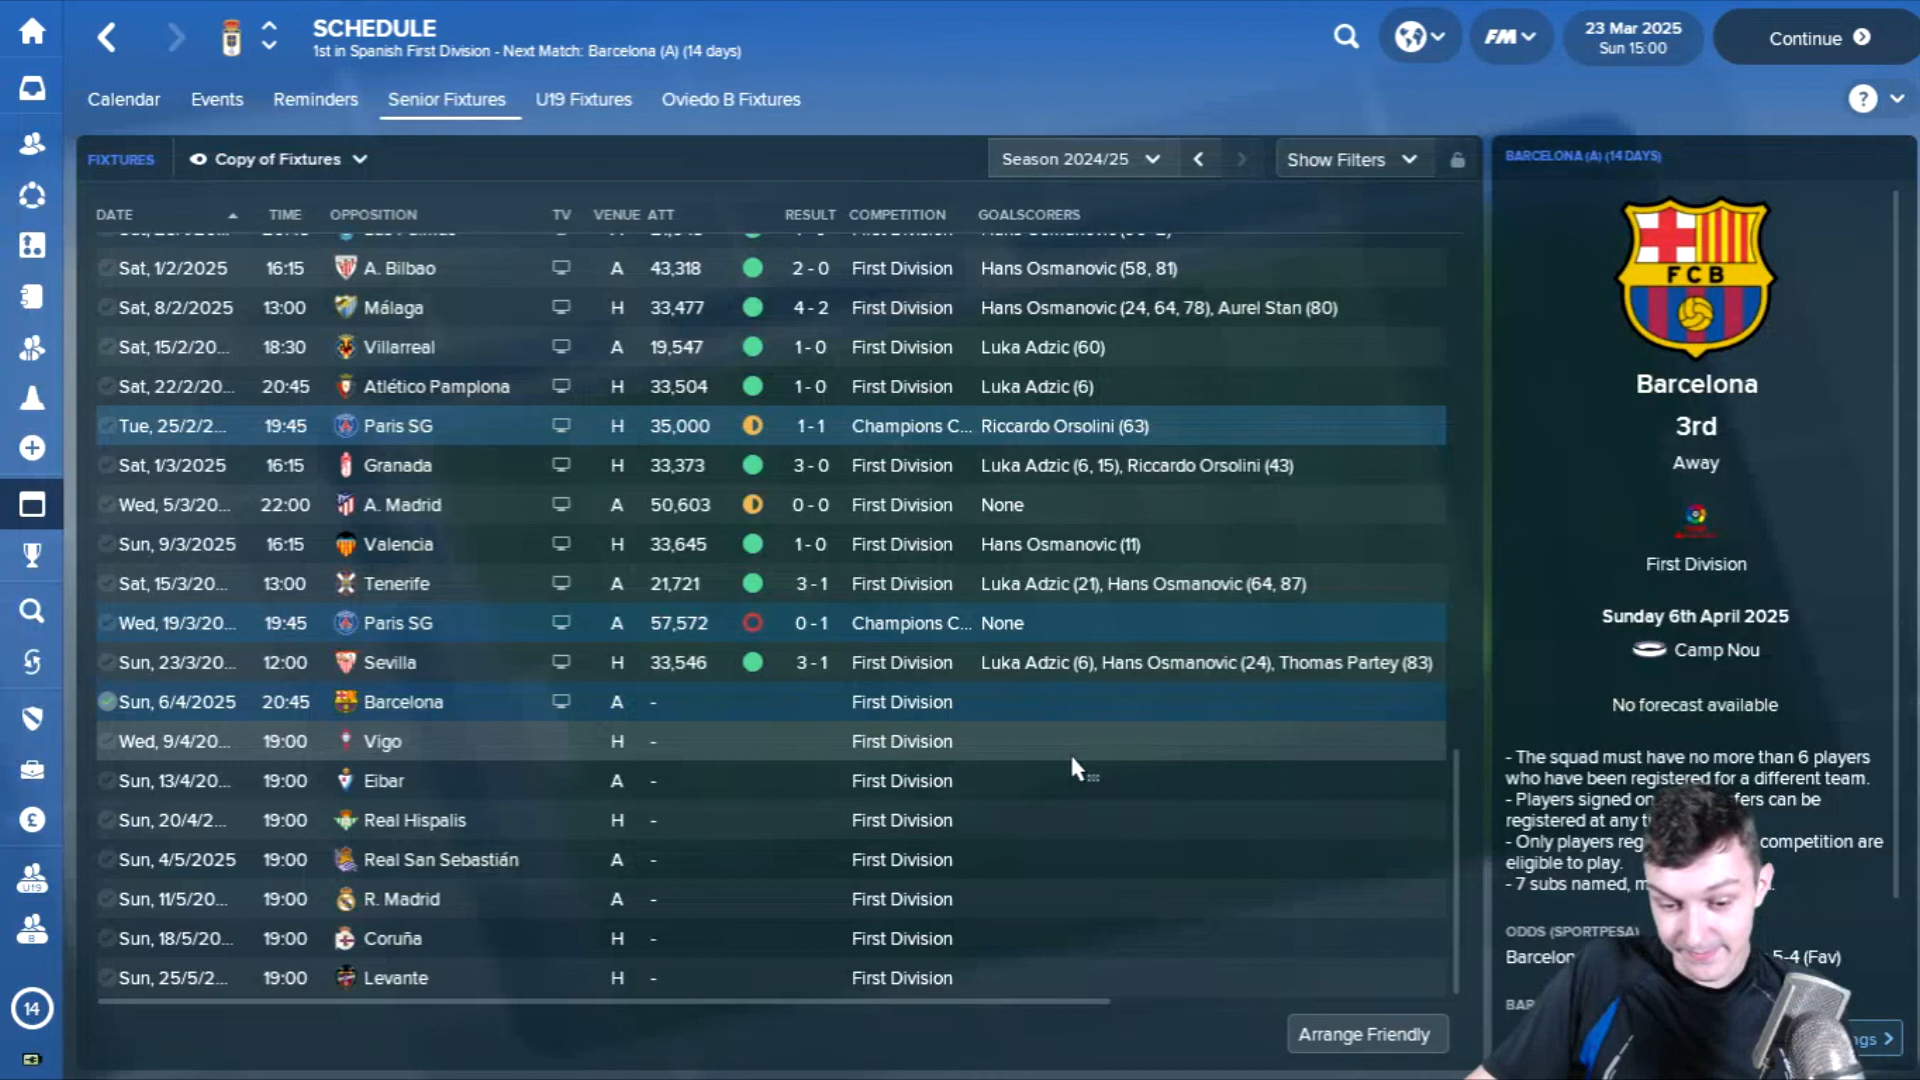 SCHEDULE
1st in Spanish First Division - Next Match: Barcelona (A) (14 days)
FM
23 Mar 2025
Sun 15:00
Continue
Calendar Events Reminders Senior Fixtures U19 Fixtures Oviedo B Fixtures
?
FIXTURES Copy of Fixtures Season 2024/25 Show Filters
DATE TIME OPPOSITION TV VENUE ATT RESULT COMPETITION GOALSCORERS
Sat, 1/2/2025 16:15 A. Bilbao A 43,318 2 - 0 First Division Hans Osmanovic (58, 81)
Sat, 8/2/2025 13:00 Málaga H 33,477 4 - 2 First Division Hans Osmanovic (24, 64, 78), Aurel Stan (80)
Sat, 15/2/20... 18:30 Villarreal A 19,547 1 - 0 First Division Luka Adzic (60)
Sat, 22/2/20... 20:45 Atlético Pamplona H 33,504 1 - 0 First Division Luka Adzic (6)
Tue, 25/2/2... 19:45 Paris SG H 35,000 1 - 1 Champions C... Riccardo Orsolini (63)
Sat, 1/3/2025 16:15 Granada H 33,373 3 - 0 First Division Luka Adzic (6, 15), Riccardo Orsolini (43)
Wed, 5/3/20... 22:00 A. Madrid A 50,603 0 - 0 First Division None
Sun, 9/3/2025 16:15 Valencia H 33,645 1 - 0 First Division Hans Osmanovic (11)
Sat, 15/3/20... 13:00 Tenerife A 21,721 3 - 1 First Division Luka Adzic (21), Hans Osmanovic (64, 87)
Wed, 19/3/20... 19:45 Paris SG A 57,572 0 - 1 Champions C... None
Sun, 23/3/20... 12:00 Sevilla H 33,546 3 - 1 First Division Luka Adzic (6), Hans Osmanovic (24), Thomas Partey (83)
Sun, 6/4/2025 20:45 Barcelona A - First Division
Wed, 9/4/20... 19:00 Vigo H - First Division
Sun, 13/4/20... 19:00 Eibar A - First Division
Sun, 20/4/2... 19:00 Real Hispalis H - First Division
Sun, 4/5/2025 19:00 Real San Sebastián A - First Division
Sun, 11/5/20... 19:00 R. Madrid A - First Division
Sun, 18/5/20... 19:00 Coruña H - First Division
Sun, 25/5/2... 19:00 Levante H - First Division
Arrange Friendly
U19
B
14
BARCELONA (A) (14 DAYS)
FCB
Barcelona
3rd
Away
First Division
Sunday 6th April 2025
Camp Nou
No forecast available
- The squad must have no more than 6 players
who have been registered for a different team.
- Players signed on fers can be
registered at any
- Only players competition are
eligible to play.
- 7 subs named,
ODDS (SPORTPESA)
5-4 (Fav)